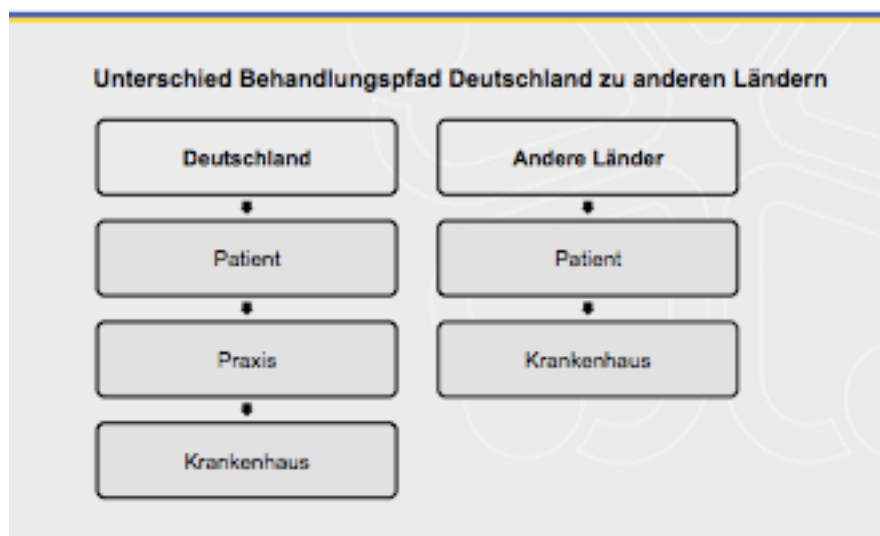 Unterschied Behandlungspfad Deutschland zu anderen Ländern
Deutschland
Patient
Praxis
Krankenhaus
Andere Länder
Patient
Krankenhaus